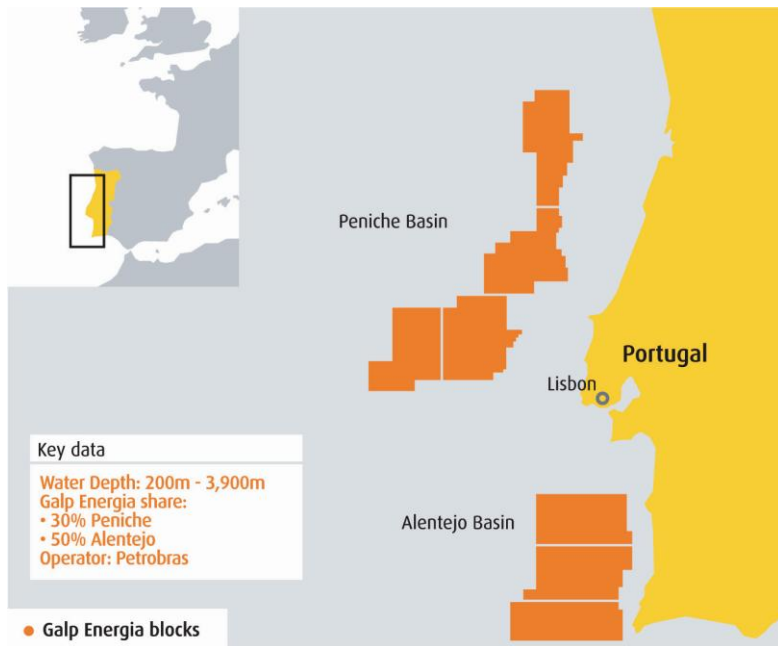 Peniche Basin
Portugal
Lisbon
Key data
Water Depth: 200m - 3,900m
Galp Energia share:
• 30% Peniche
• 50% Alentejo
Operator: Petrobras
Alentejo Basin
Galp Energia blocks